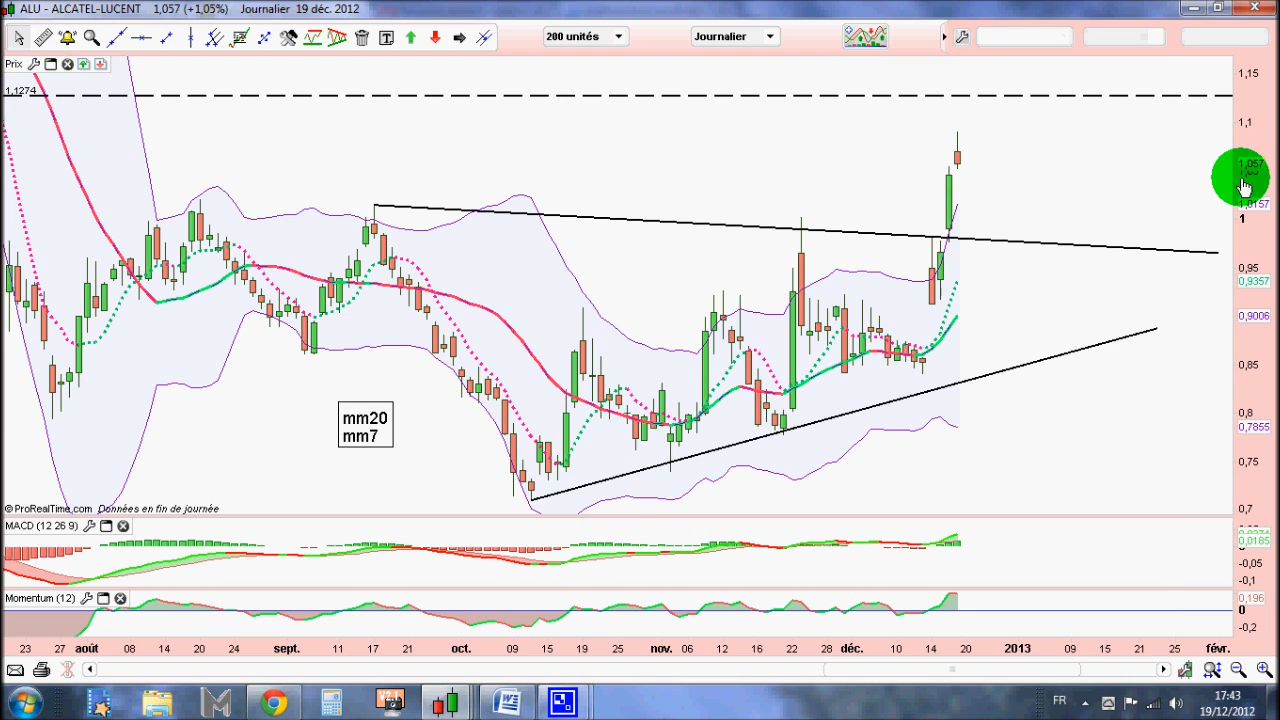 ALU - ALCATEL-LUCENT 1,057 (+1,05%) Journalier 19 déc. 2012
200 unités Journalier
Prix
1,1274
1,15
1,1
1,057
1,0157
1
0,95
0,9357
0,9006
0,85
0,8
0,7855
0,75
0,7
mm20
mm7
© ProRealTime.com Données en fin de journée
MACD (12 26 9)
0,0185
0
-0,05
-0,1
Momentum (12)
0,196
0
-0,2
23 27 août 08 14 20 24 sept. 11 17 21 oct. 09 15 19 25 nov. 06 12 16 22 28 déc. 10 14 20 2013 09 15 21 25 févr.
FR
17:43
19/12/2012